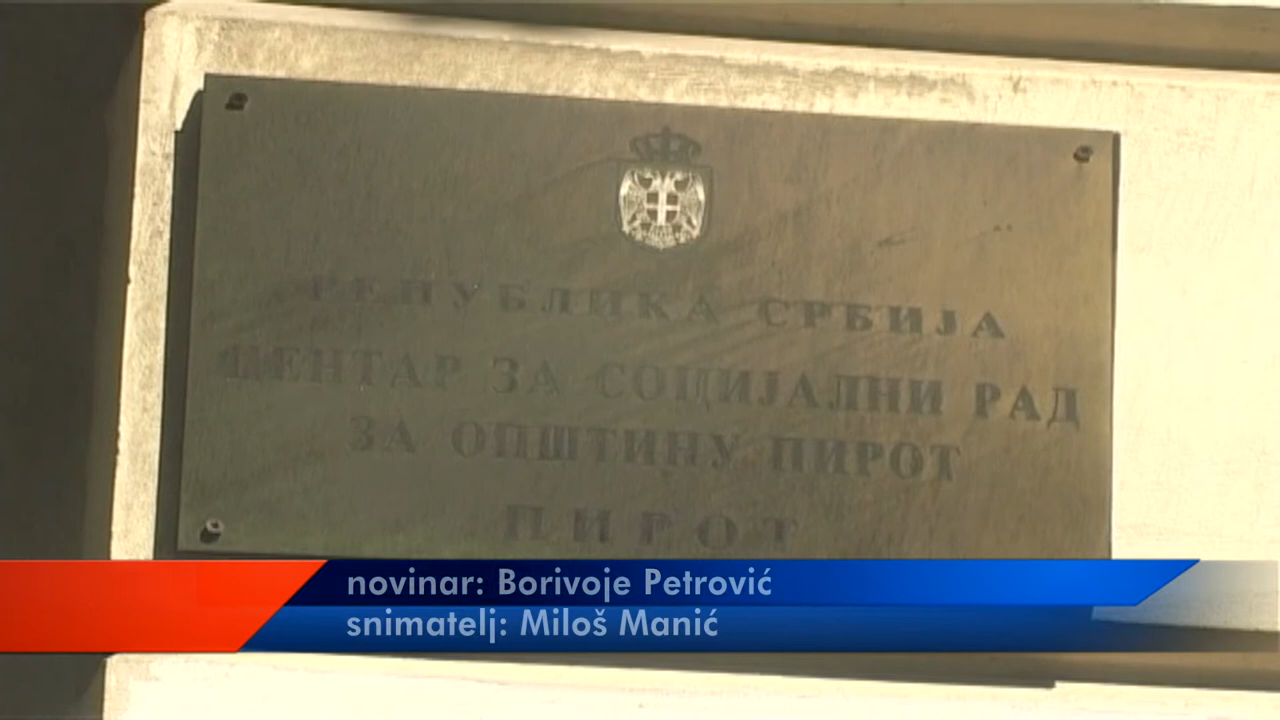 РЕПУБЛИКА СРБИЈА
ЦЕНТАР ЗА СОЦИЈАЛНИ РАД
ЗА ОПШТИНУ ПИРОТ
ПИРОТ
novinar: Borivoje Petrović
snimatelj: Miloš Manić